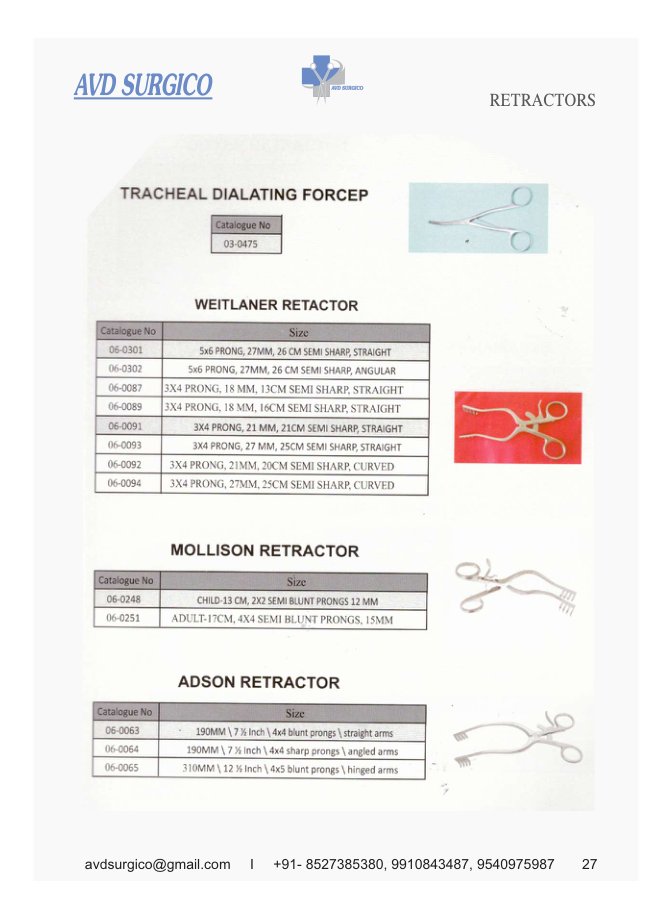 AVD SURGICO
AVD SURGICO
RETRACTORS
TRACHEAL DIALATING FORCEP
Catalogue No
03-0475
WEITLANER RETACTOR
Catalogue No Size
06-0301 5x6 PRONG, 27MM, 26 CM SEMI SHARP, STRAIGHT
06-0302 5x6 PRONG, 27MM, 26 CM SEMI SHARP, ANGULAR
06-0087 3X4 PRONG, 18 MM, 13CM SEMI SHARP, STRAIGHT
06-0089 3X4 PRONG, 18 MM, 16CM SEMI SHARP, STRAIGHT
06-0091 3X4 PRONG, 21 MM, 21CM SEMI SHARP, STRAIGHT
06-0093 3X4 PRONG, 27 MM, 25CM SEMI SHARP, STRAIGHT
06-0092 3X4 PRONG, 21MM, 20CM SEMI SHARP, CURVED
06-0094 3X4 PRONG, 27MM, 25CM SEMI SHARP, CURVED
MOLLISON RETRACTOR
Catalogue No Size
06-0248 CHILD-13 CM, 2X2 SEMI BLUNT PRONGS 12 MM
06-0251 ADULT-17CM, 4X4 SEMI BLUNT PRONGS, 15MM
ADSON RETRACTOR
Catalogue No Size
06-0063 190MM \ 7 ½ Inch \ 4x4 blunt prongs \ straight arms
06-0064 190MM \ 7 ½ Inch \ 4x4 sharp prongs \ angled arms
06-0065 310MM \ 12 ½ Inch \ 4x5 blunt prongs \ hinged arms
avdsurgico@gmail.com I +91- 8527385380, 9910843487, 9540975987 27